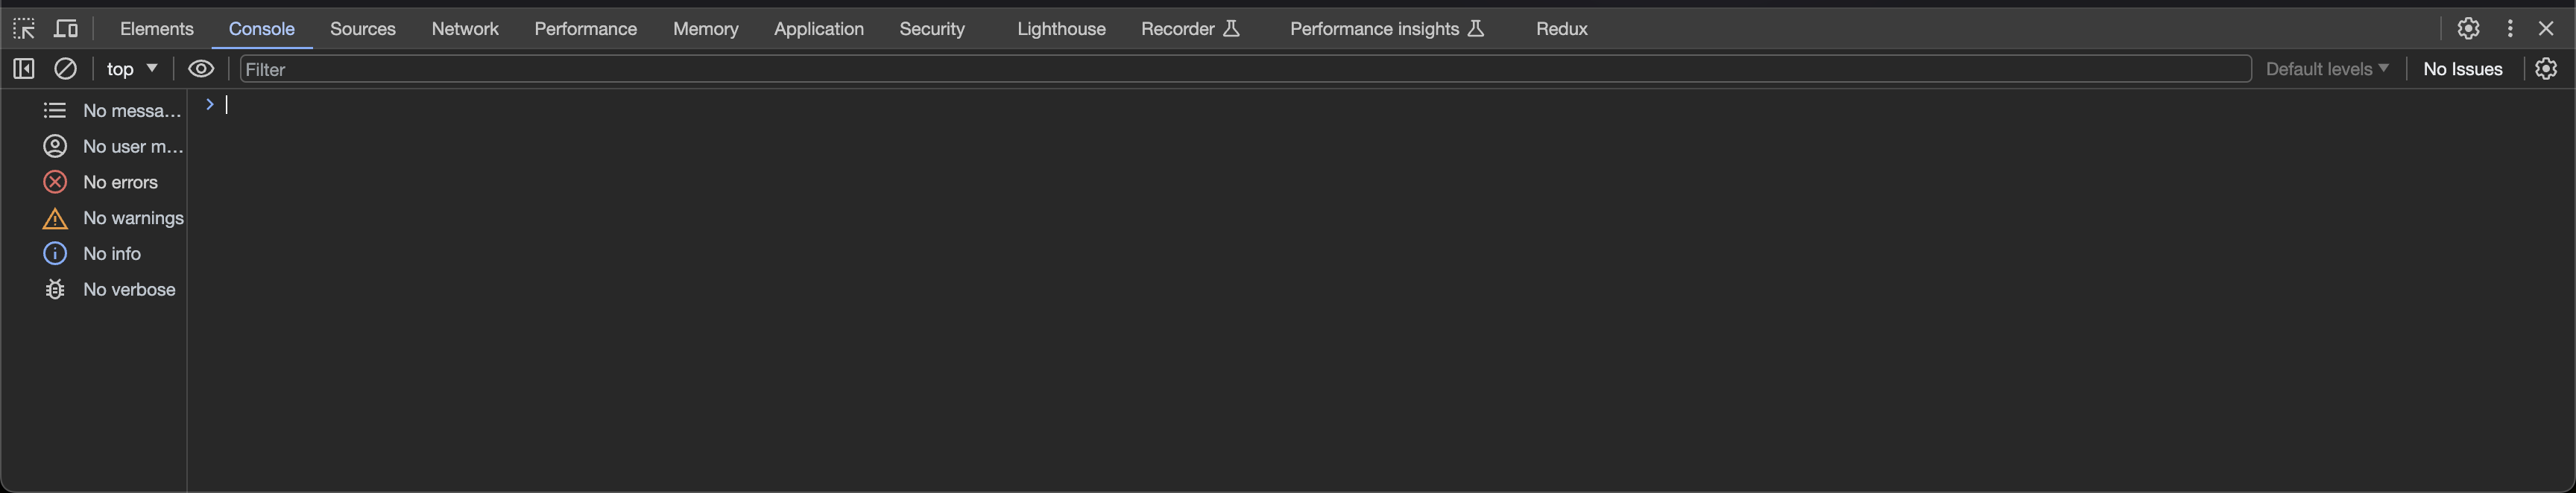 Elements Console Sources Network Performance Memory Application Security Lighthouse Recorder Performance insights Redux
top Filter Default levels No Issues
No messa...
No user m...
No errors
No warnings
No info
No verbose